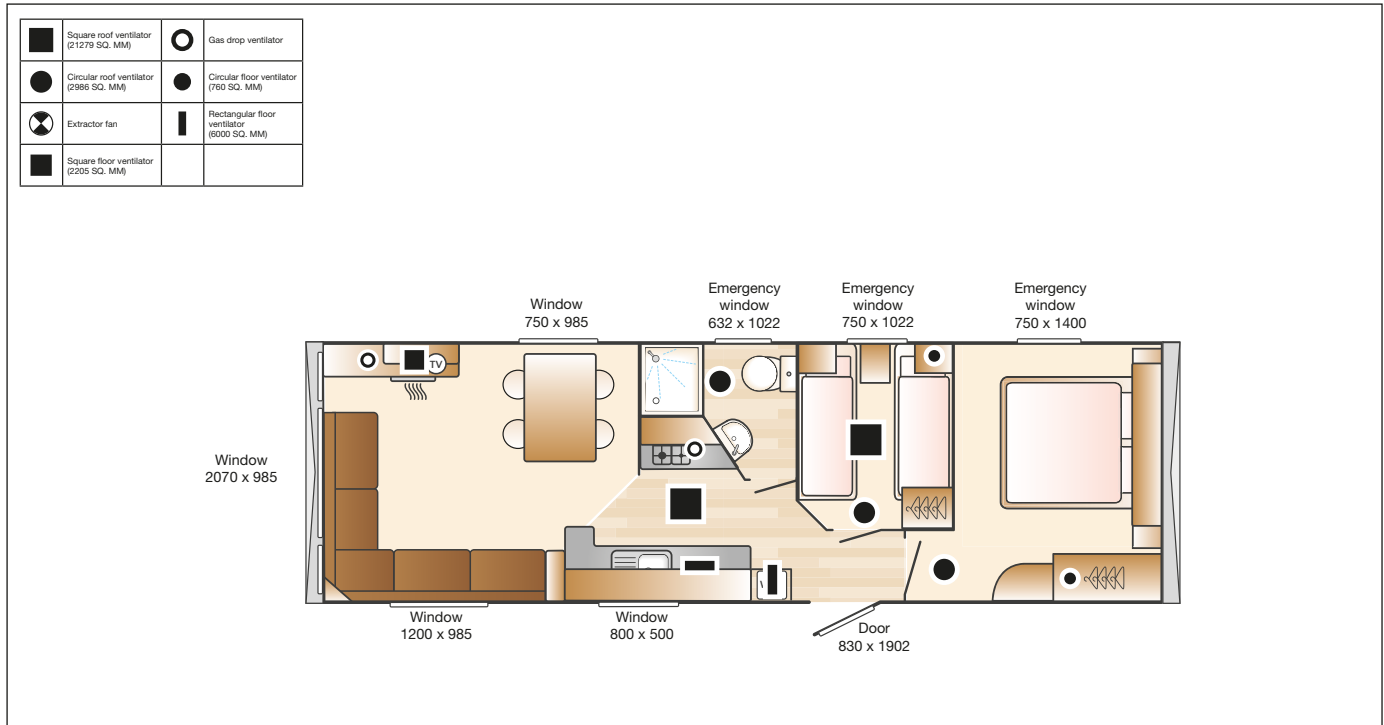 Square roof ventilator
(21279 SQ. MM)
Gas drop ventilator
Circular roof ventilator
(2986 SQ. MM)
Circular floor ventilator
(760 SQ. MM)
Extractor fan
Rectangular floor
ventilator
(6000 SQ. MM)
Square floor ventilator
(2205 SQ. MM)
Window
750 x 985
Emergency
window
632 x 1022
Emergency
window
750 x 1022
Emergency
window
750 x 1400
TV
Window
2070 x 985
Window
1200 x 985
Window
800 x 500
Door
830 x 1902